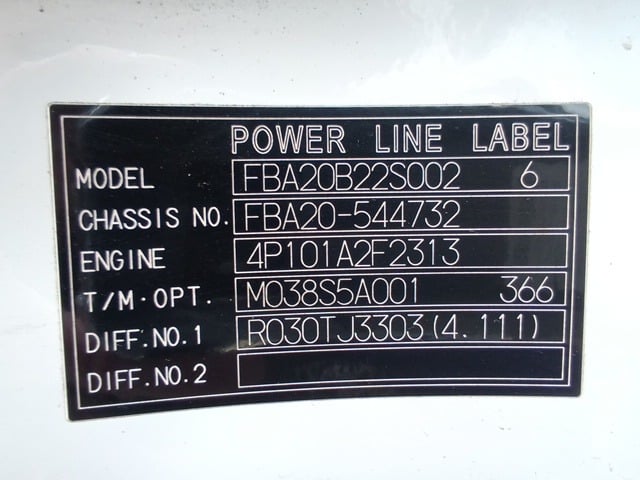 POWER LINE LABEL
MODEL FBA20B22S002 6
CHASSIS NO. FBA20-544732
ENGINE 4P101A2F2313
T/M·OPT. M038S5A001 366
DIFF.NO.1 R030TJ3303(4.111)
DIFF.NO.2